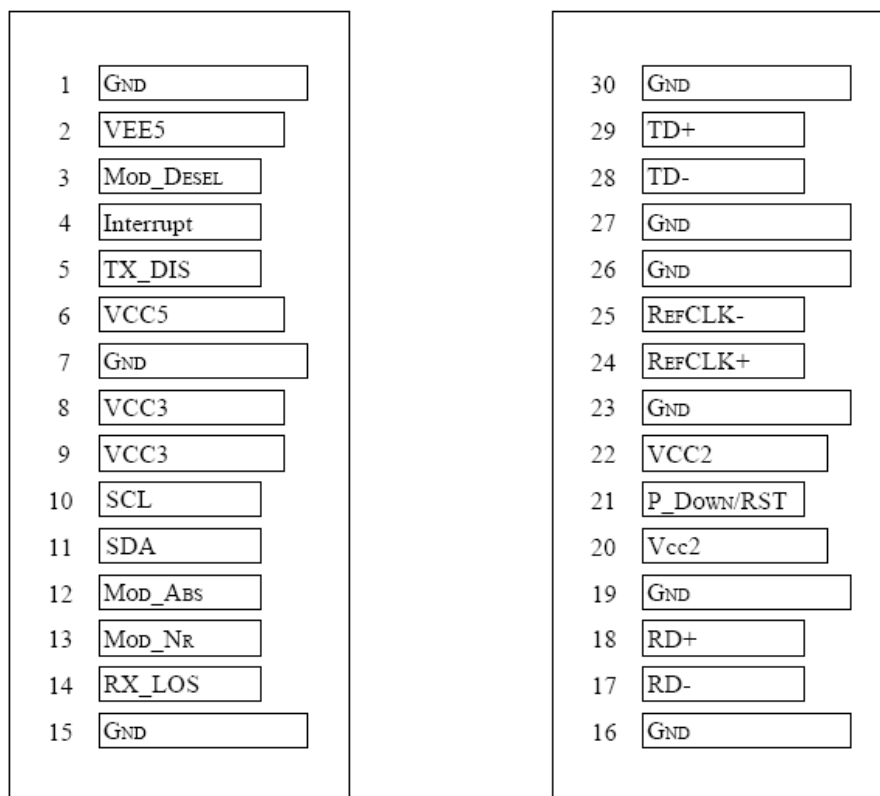 1 GND
2 VEE5
3 MOD_DESEL
4 Interrupt
5 TX_DIS
6 VCC5
7 GND
8 VCC3
9 VCC3
10 SCL
11 SDA
12 MOD_ABS
13 MOD_NR
14 RX_LOS
15 GND
30 GND
29 TD+
28 TD-
27 GND
26 GND
25 REFCLK-
24 REFCLK+
23 GND
22 VCC2
21 P_DOWN/RST
20 Vcc2
19 GND
18 RD+
17 RD-
16 GND